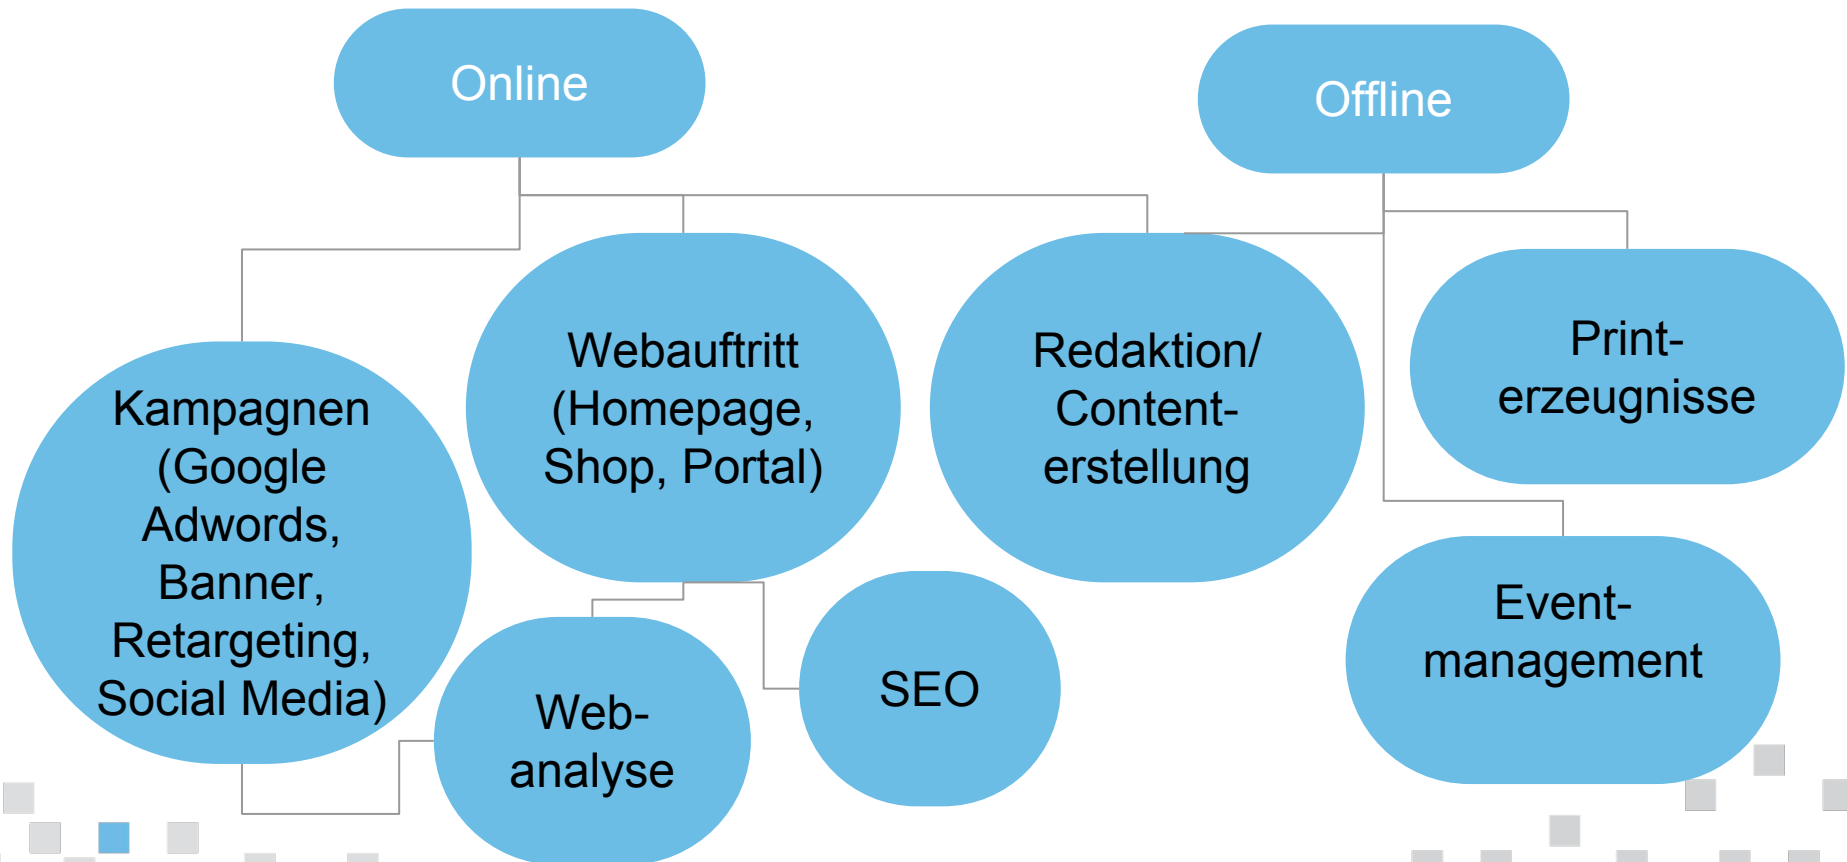 Online
Offline
Kampagnen
(Google
Adwords,
Banner,
Retargeting,
Social Media)
Webauftritt
(Homepage,
Shop, Portal)
Redaktion/
Content-
erstellung
Print-
erzeugnisse
Web-
analyse
SEO
Event-
management